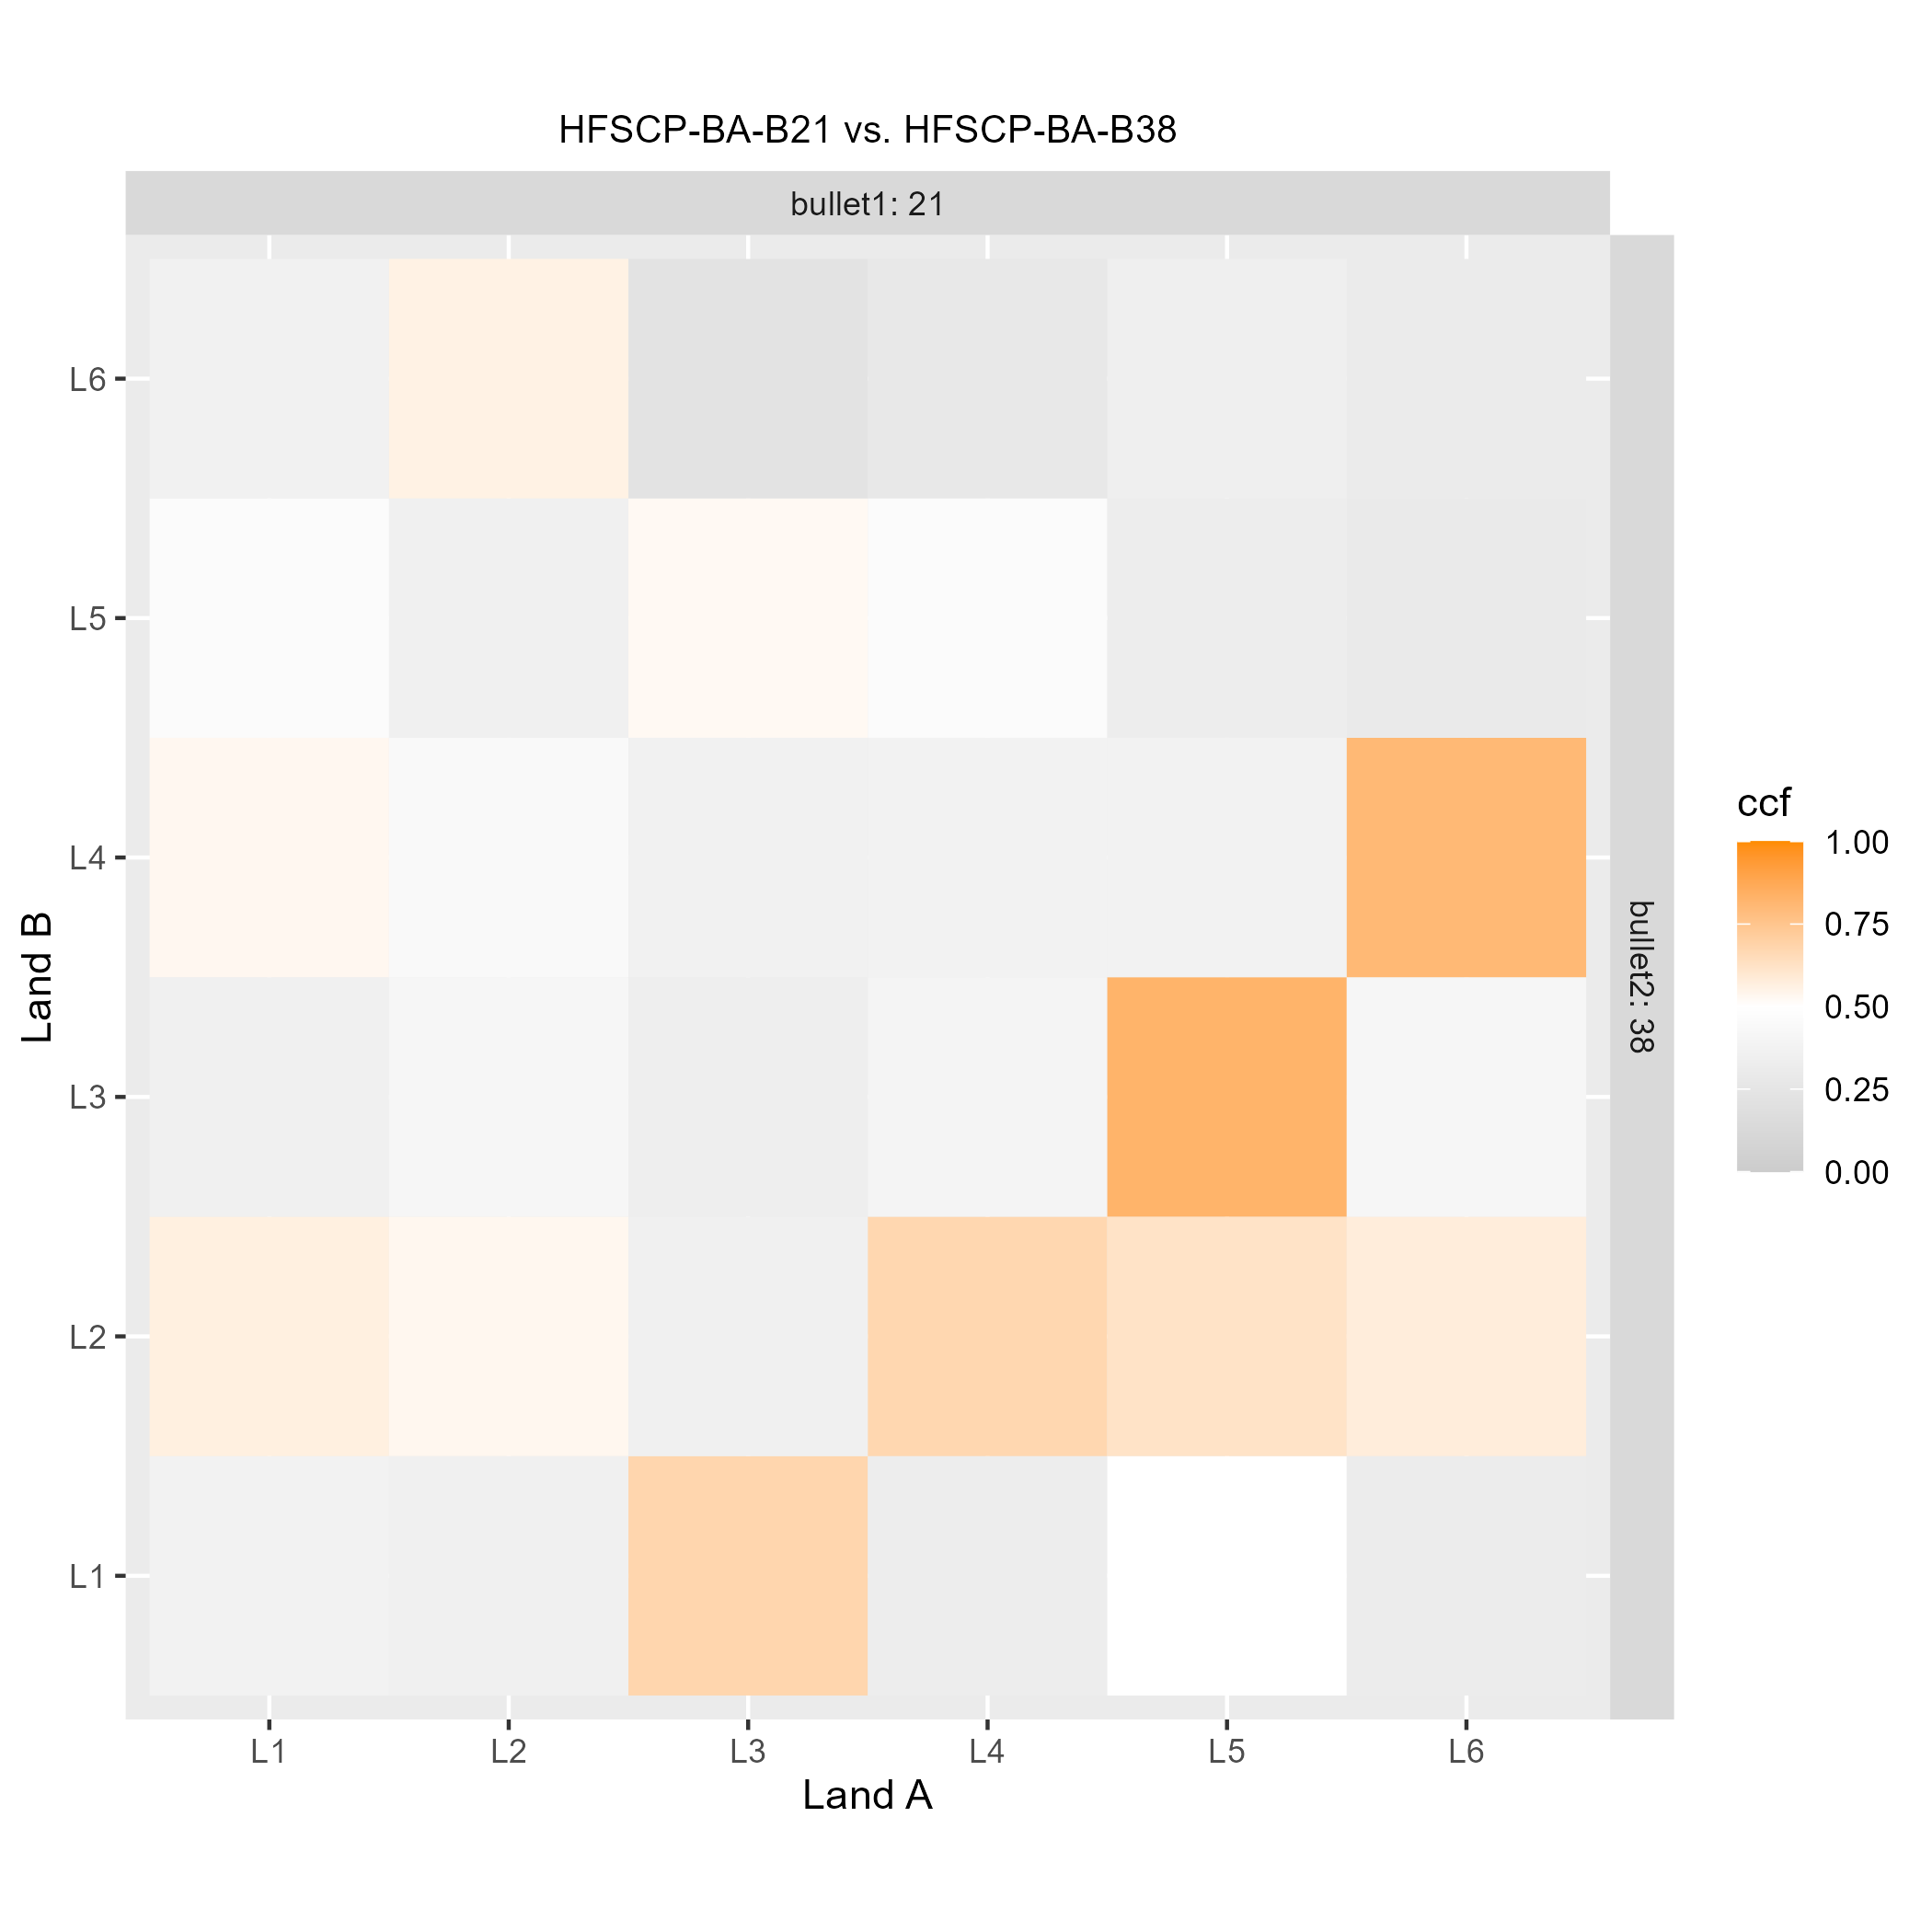 HFSCP-BA-B21 vs. HFSCP-BA-B38
bullet1: 21
L6
L5
L4
L3
L2
L1
Land B
bullet2: 38
L1 L2 L3 L4 L5 L6
Land A
ccf
1.00
0.75
0.50
0.25
0.00